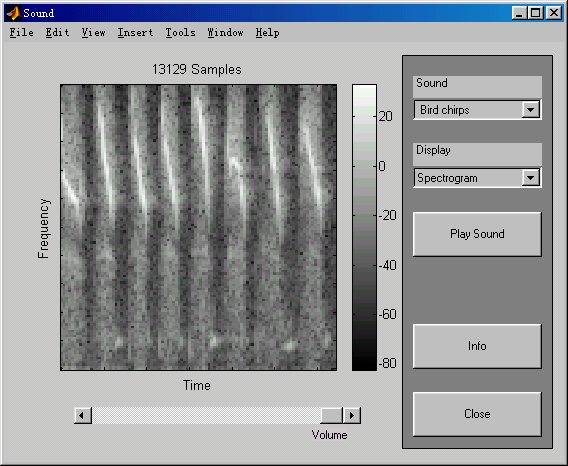 Sound
File Edit View Insert Tools Window Help
13129 Samples
Frequency
Time
20
0
-20
-40
-60
-80
Volume
Sound
Bird chirps
Display
Spectrogram
Play Sound
Info
Close